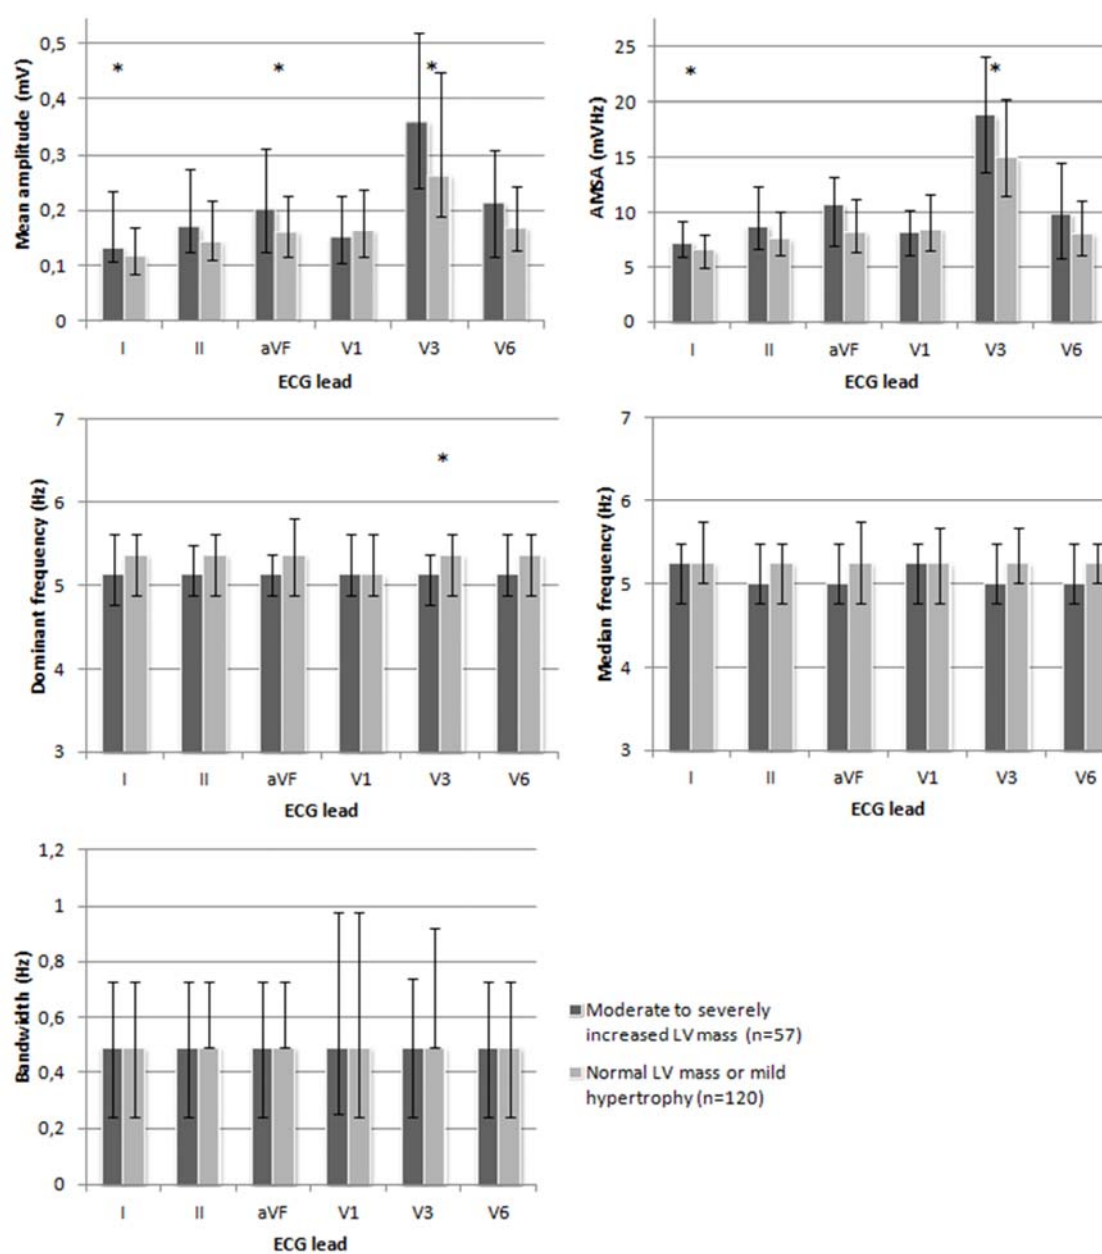 Mean amplitude (mV)
0,5
0,4
0,3
0,2
0,1
0
* * *
I II aVF V1 V3 V6
ECG lead
AMSA (mVHz)
25
20
15
10
5
0
* *
I II aVF V1 V3 V6
ECG lead
Dominant frequency (Hz)
7
6
5
4
3
*
I II aVF V1 V3 V6
ECG lead
Median frequency (Hz)
7
6
5
4
3
I II aVF V1 V3 V6
ECG lead
Bandwidth (Hz)
1,2
1
0,8
0,6
0,4
0,2
0
I II aVF V1 V3 V6
ECG lead
Moderate to severely
increased LV mass (n=57)
Normal LV mass or mild
hypertrophy (n=120)